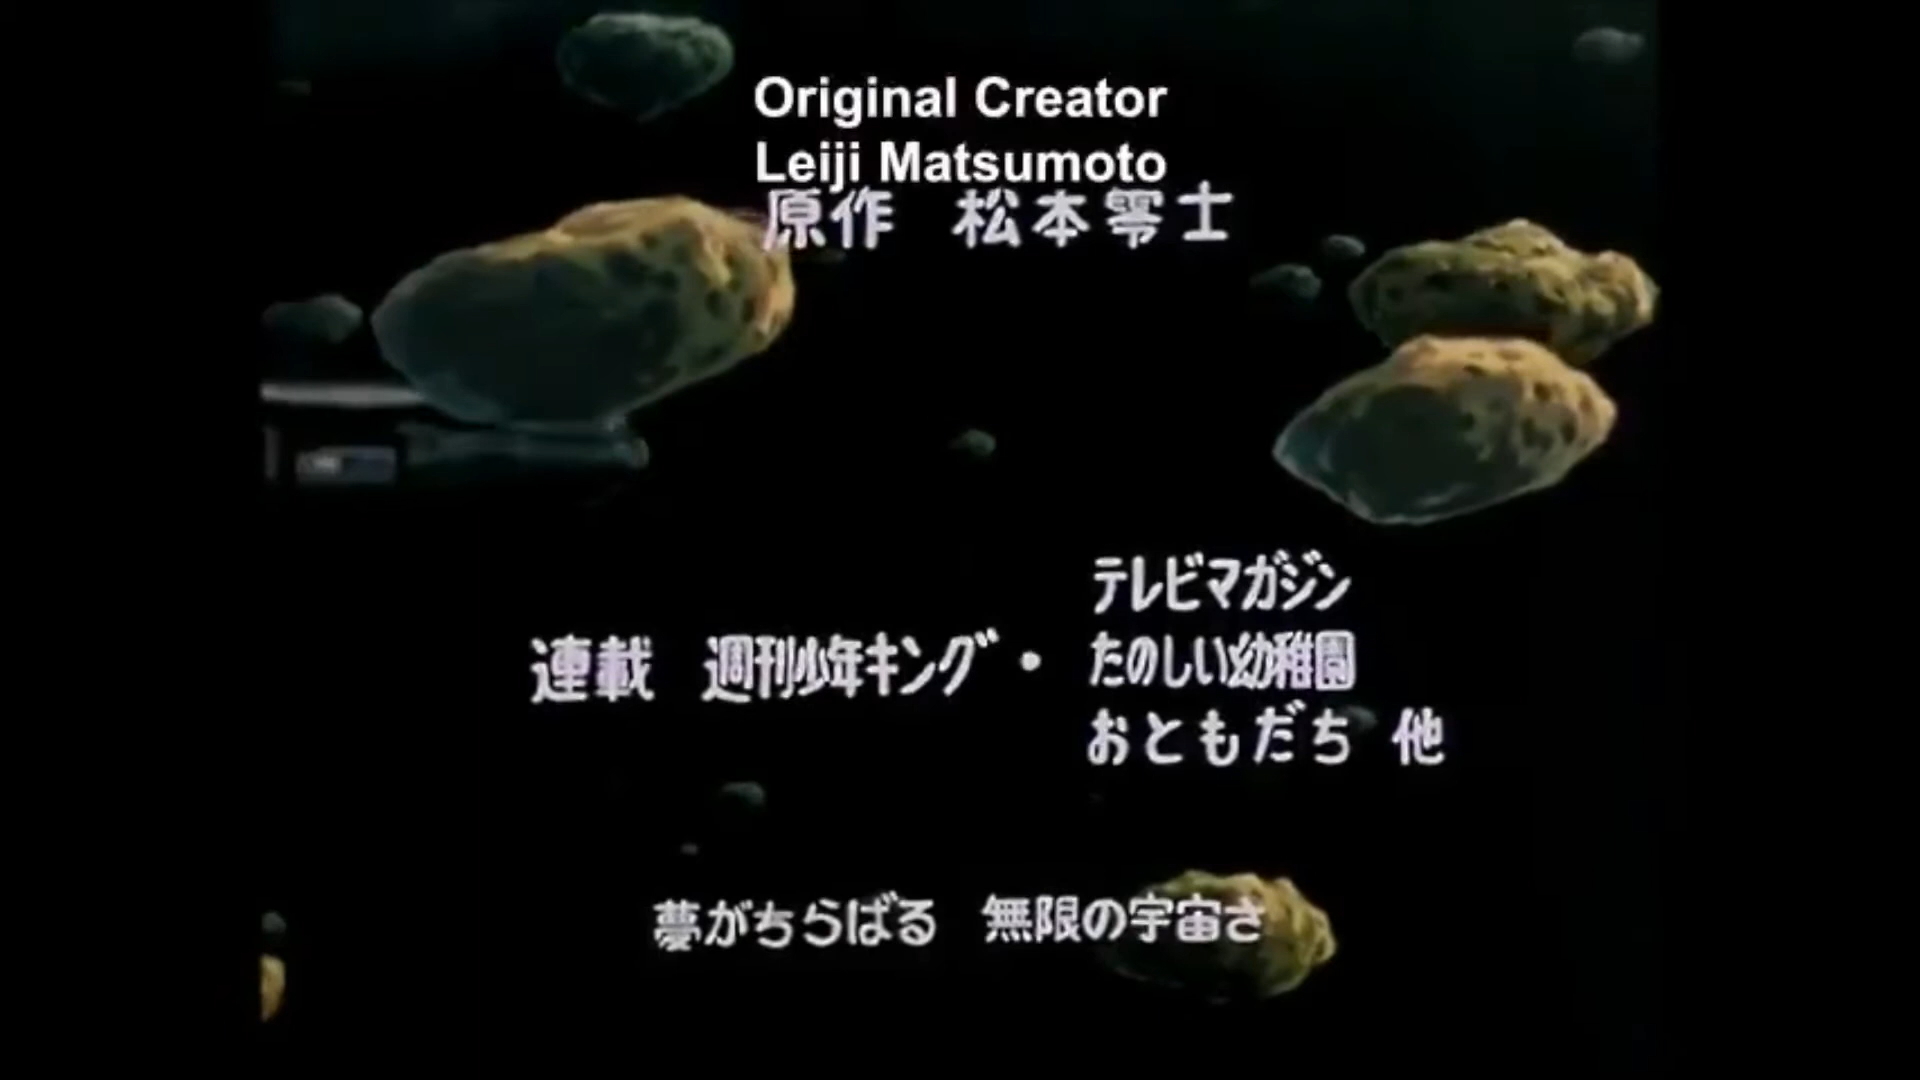 Original Creator
Leiji Matsumoto
原作 松本零士
テレビマガジン
連載 週刊少年キング・ たのしい幼稚園
おともだち 他
夢がちらばる 無限の宇宙さ